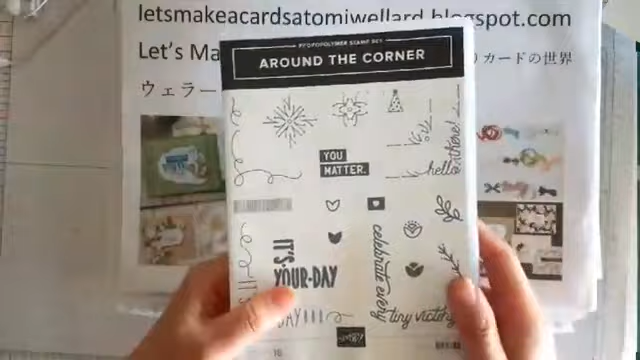 letsmakeacardsatomiwellard.blogspot.com
Let's Ma
カードの世界
ウェラー
PHOTOPOLYMER STAMP SET
AROUND THE CORNER
YOU
MATTER.
hello there!
IT'S
YOUR DAY
celebrate every
tiny victory
DAY